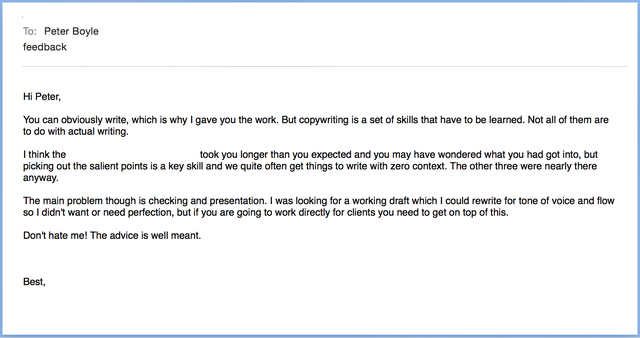 To: Peter Boyle
feedback
Hi Peter,
You can obviously write, which is why I gave you the work. But copywriting is a set of skills that have to be learned. Not all of them are
to do with actual writing.
I think the took you longer than you expected and you may have wondered what you had got into, but
picking out the salient points is a key skill and we quite often get things to write with zero context. The other three were nearly there
anyway.
The main problem though is checking and presentation. I was looking for a working draft which I could rewrite for tone of voice and flow
so I didn't want or need perfection, but if you are going to work directly for clients you need to get on top of this.
Don't hate me! The advice is well meant.
Best,